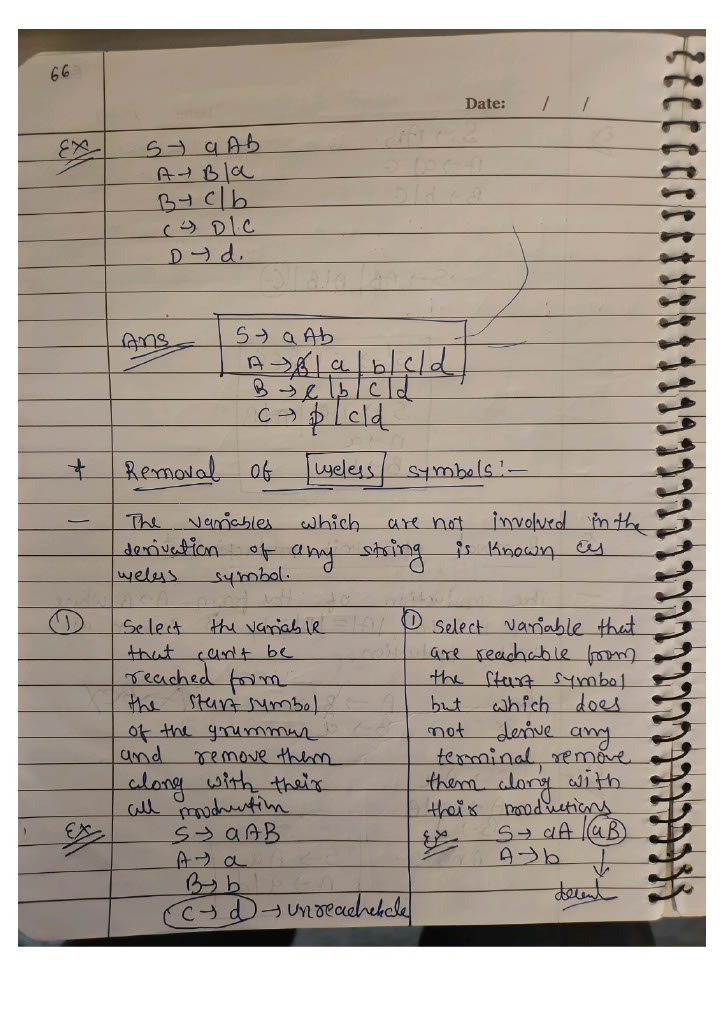 66
Date: / /
Ex S → aAb
A → B|a
B → C|b
C → D|C
D → d.
Ans S → aAb
A → B|a|b|c|d
B → C|b|c|d
C → D|c|d
* Removal of useless symbols :-
— The variables which are not involved in the
derivation of any string is known as
useless symbol.
(1) Select the variable
that can't be
reached form
the start symbol
of the grammar
and remove them
along with their
all production
Ex S → aAB
A → a
B → b
C → d → unreachebale
(1) select variable that
are reachable from
the start symbol
but which does
not derive any
terminal, remove
them along with
their productions
Ex S → aA|aB
A → b